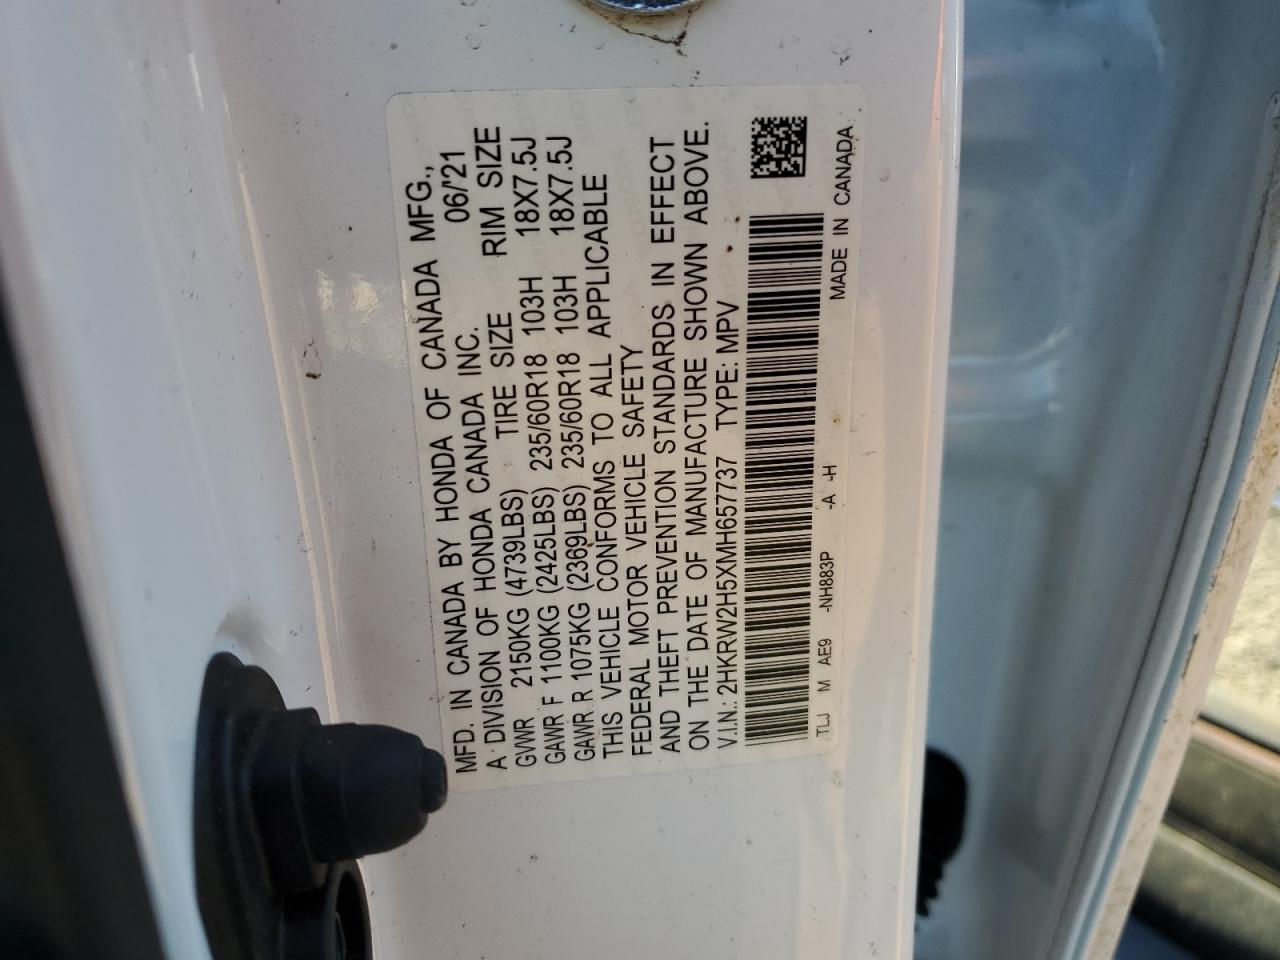 MFD. IN CANADA BY HONDA OF CANADA MFG.,
A DIVISION OF HONDA CANADA INC. 06/'21
GVWR 2150KG (4739LBS) TIRE SIZE RIM SIZE
GAWR F 1100KG (2425LBS) 235/60R18 103H 18X7.5J
GAWR R 1075KG (2369LBS) 235/60R18 103H 18X7.5J
THIS VEHICLE CONFORMS TO ALL APPLICABLE
FEDERAL MOTOR VEHICLE SAFETY
AND THEFT PREVENTION STANDARDS IN EFFECT
ON THE DATE OF MANUFACTURE SHOWN ABOVE.
V.I.N.: 2HKRW2H5XMH657737 TYPE: MPV
TLJ M AE9 -NH883P -A -H MADE IN CANADA